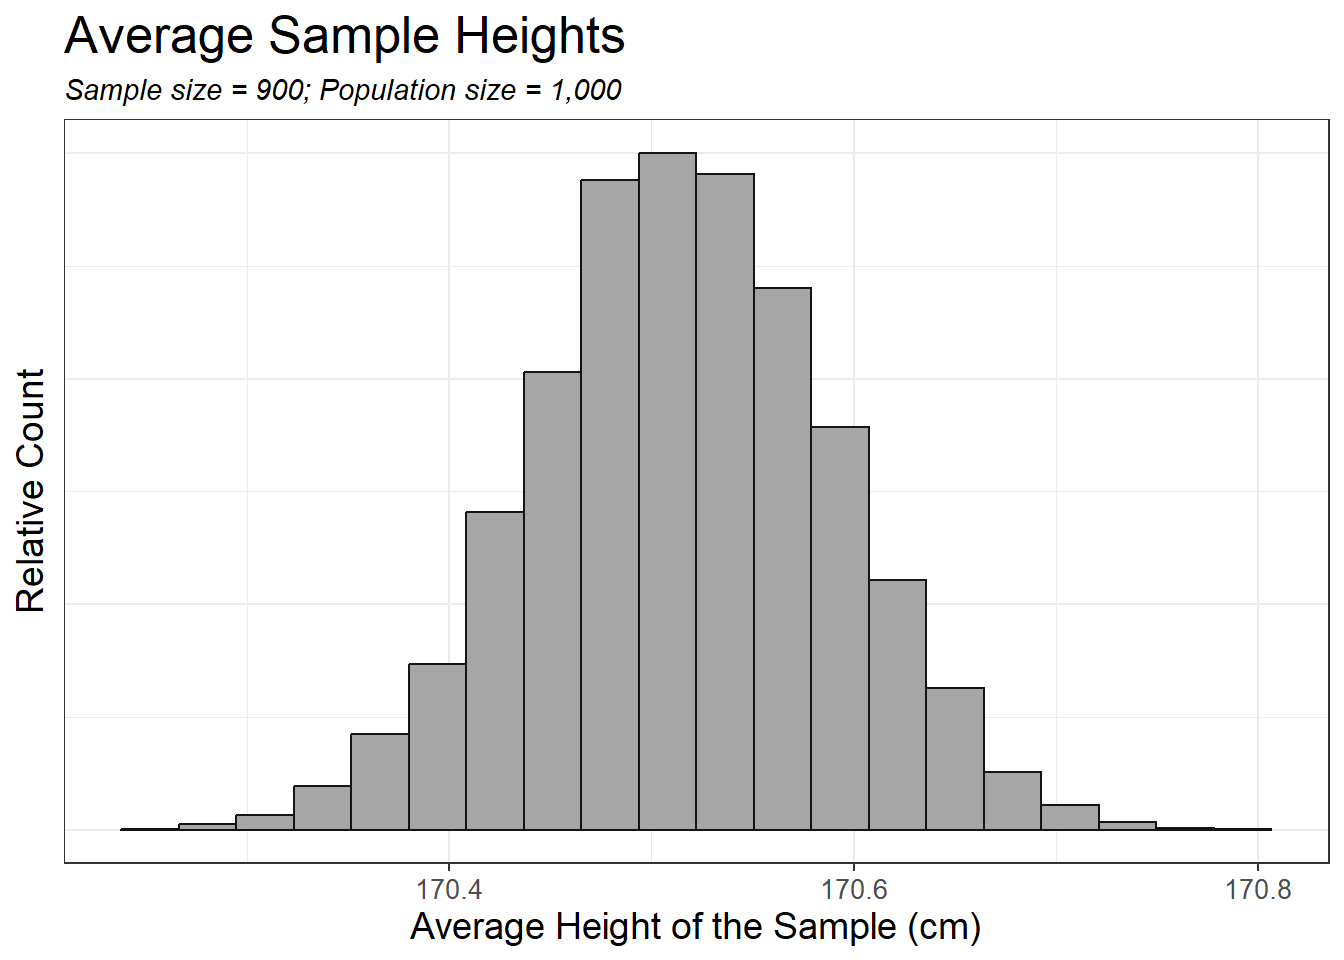 Average Sample Heights
Sample size = 900; Population size = 1,000
Relative Count
170.4 170.6 170.8
Average Height of the Sample (cm)